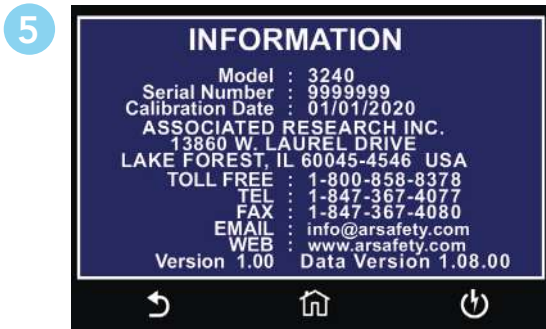 5
INFORMATION
Model : 3240
Serial Number : 9999999
Calibration Date : 01/01/2020
ASSOCIATED RESEARCH INC.
13860 W. LAUREL DRIVE
LAKE FOREST, IL 60045-4546 USA
TOLL FREE : 1-800-858-8378
TEL : 1-847-367-4077
FAX : 1-847-367-4080
EMAIL : info@arsafety.com
WEB : www.arsafety.com
Version 1.00 Data Version 1.08.00